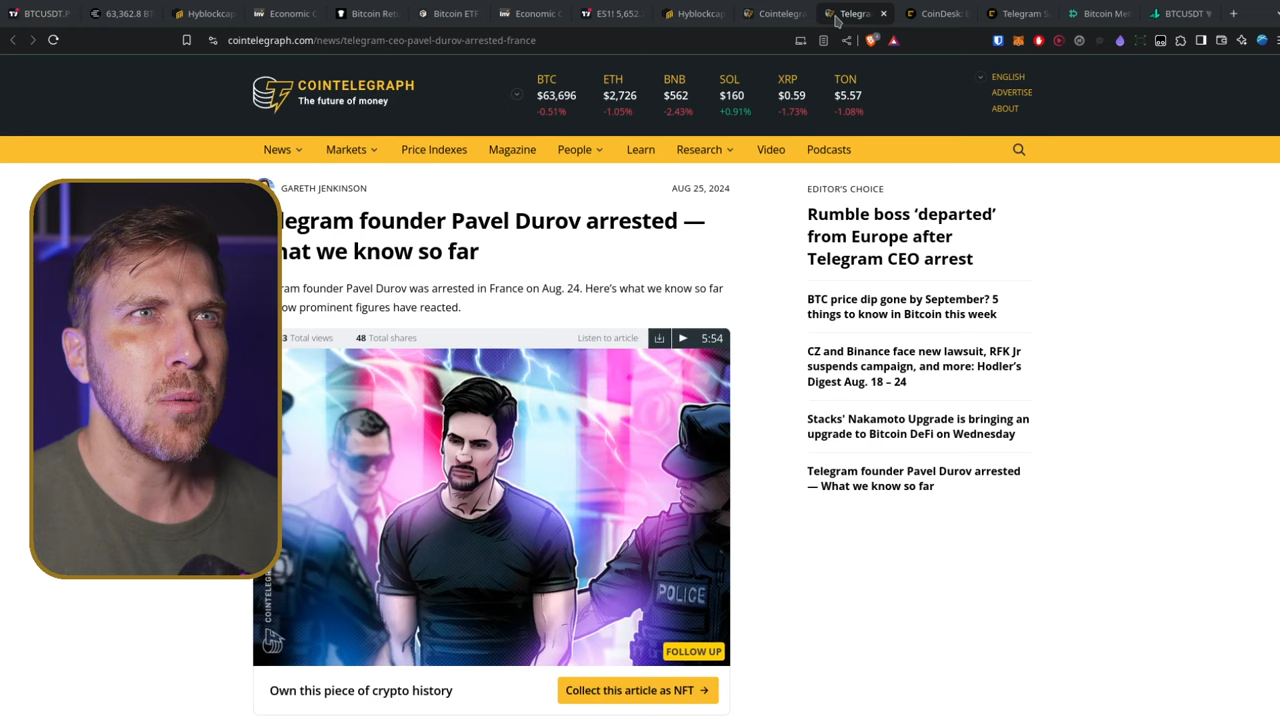 BTCUSDT.P
63,362.8 BT
Hyblockcap
Economic C
Bitcoin Ret
Bitcoin ETF
Economic C
ES1! 5,652.
Hyblockcap
Cointelegra
Telegra
CoinDesk: B
Telegram S
Bitcoin Met
BTCUSDT
cointelegraph.com/news/telegram-ceo-pavel-durov-arrested-france
COINTELEGRAPH
The future of money
BTC
$63,696
-0.51%
ETH
$2,726
-1.05%
BNB
$562
-2.43%
SOL
$160
+0.91%
XRP
$0.59
-1.73%
TON
$5.57
-1.08%
ENGLISH
ADVERTISE
ABOUT
News
Markets
Price Indexes
Magazine
People
Learn
Research
Video
Podcasts
GARETH JENKINSON
AUG 25, 2024
legram founder Pavel Durov arrested —
hat we know so far
ram founder Pavel Durov was arrested in France on Aug. 24. Here's what we know so far
ow prominent figures have reacted.
3 Total views
48 Total shares
Listen to article
5:54
POLICE
COINTELEGR
FOLLOW UP
Own this piece of crypto history
Collect this article as NFT →
EDITOR'S CHOICE
Rumble boss ‘departed’
from Europe after
Telegram CEO arrest
BTC price dip gone by September? 5
things to know in Bitcoin this week
CZ and Binance face new lawsuit, RFK Jr
suspends campaign, and more: Hodler's
Digest Aug. 18 – 24
Stacks' Nakamoto Upgrade is bringing an
upgrade to Bitcoin DeFi on Wednesday
Telegram founder Pavel Durov arrested
— What we know so far